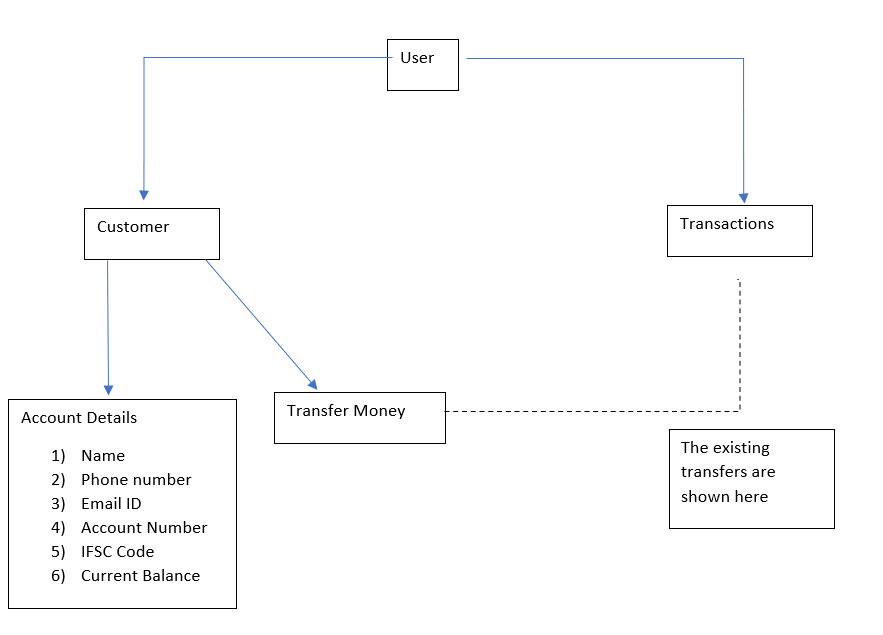 User
Customer
Transactions
Account Details
1) Name
2) Phone number
3) Email ID
4) Account Number
5) IFSC Code
6) Current Balance
Transfer Money
The existing
transfers are
shown here